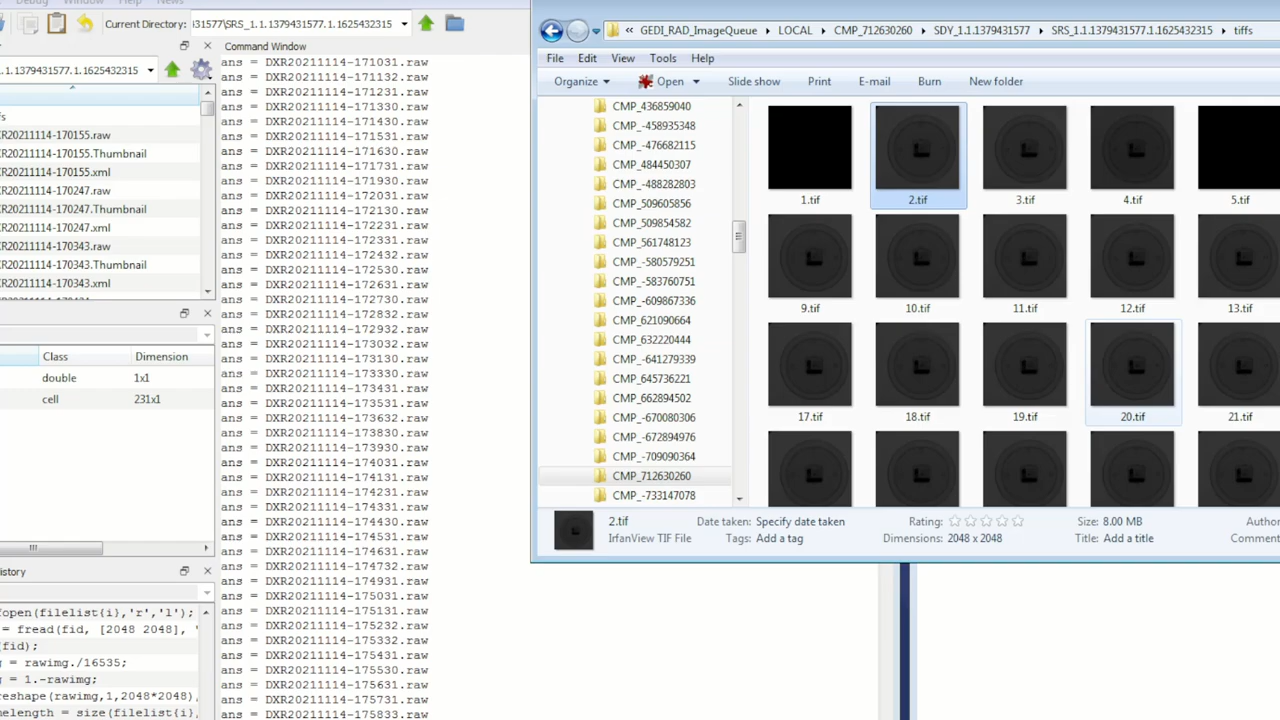 Debug Window Help News
Current Directory: 31577\SRS_1.1.1379431577.1.1625432315
Command Window
1.1.1379431577.1.1625432315
fs
XR20211114-170155.raw
XR20211114-170155.Thumbnail
XR20211114-170155.xml
XR20211114-170247.raw
XR20211114-170247.Thumbnail
XR20211114-170247.xml
XR20211114-170343.raw
XR20211114-170343.Thumbnail
XR20211114-170343.xml
Class Dimension
double 1x1
cell 231x1
History
fopen(filelist{i},'r','l');
= fread(fid, [2048 2048], '
(fid);
g = rawimg./16535;
g = 1.-rawimg;
reshape(rawimg,1,2048*2048),
melength = size(filelist{i},
ans = DXR20211114-171031.raw
ans = DXR20211114-171132.raw
ans = DXR20211114-171231.raw
ans = DXR20211114-171330.raw
ans = DXR20211114-171430.raw
ans = DXR20211114-171531.raw
ans = DXR20211114-171630.raw
ans = DXR20211114-171731.raw
ans = DXR20211114-171930.raw
ans = DXR20211114-172031.raw
ans = DXR20211114-172130.raw
ans = DXR20211114-172231.raw
ans = DXR20211114-172331.raw
ans = DXR20211114-172432.raw
ans = DXR20211114-172530.raw
ans = DXR20211114-172631.raw
ans = DXR20211114-172730.raw
ans = DXR20211114-172832.raw
ans = DXR20211114-172932.raw
ans = DXR20211114-173032.raw
ans = DXR20211114-173130.raw
ans = DXR20211114-173330.raw
ans = DXR20211114-173431.raw
ans = DXR20211114-173531.raw
ans = DXR20211114-173632.raw
ans = DXR20211114-173830.raw
ans = DXR20211114-173930.raw
ans = DXR20211114-174031.raw
ans = DXR20211114-174131.raw
ans = DXR20211114-174231.raw
ans = DXR20211114-174331.raw
ans = DXR20211114-174430.raw
ans = DXR20211114-174531.raw
ans = DXR20211114-174631.raw
ans = DXR20211114-174732.raw
ans = DXR20211114-174931.raw
ans = DXR20211114-175031.raw
ans = DXR20211114-175131.raw
ans = DXR20211114-175232.raw
ans = DXR20211114-175332.raw
ans = DXR20211114-175431.raw
ans = DXR20211114-175530.raw
ans = DXR20211114-175631.raw
ans = DXR20211114-175731.raw
ans = DXR20211114-175833.raw
« GEDI_RAD_ImageQueue LOCAL CMP_712630260 SDY_1.1.1379431577 SRS_1.1.1379431577.1.1625432315 tiffs
File Edit View Tools Help
Organize Open Slide show Print E-mail Burn New folder
CMP_436859040
CMP_-458935348
CMP_-476682115
CMP_484450307
CMP_-488282803
CMP_509605856
CMP_509854582
CMP_561748123
CMP_-580579251
CMP_-583760751
CMP_-609867336
CMP_621090664
CMP_632220444
CMP_-641279339
CMP_645736221
CMP_662894502
CMP_-670080306
CMP_-672894976
CMP_-709090364
CMP_712630260
CMP_-733147078
1.tif 2.tif 3.tif 4.tif 5.tif
9.tif 10.tif 11.tif 12.tif 13.tif
17.tif 18.tif 19.tif 20.tif 21.tif
2.tif Date taken: Specify date taken Rating: Size: 8.00 MB Author
IrfanView TIF File Tags: Add a tag Dimensions: 2048 x 2048 Title: Add a title Comment